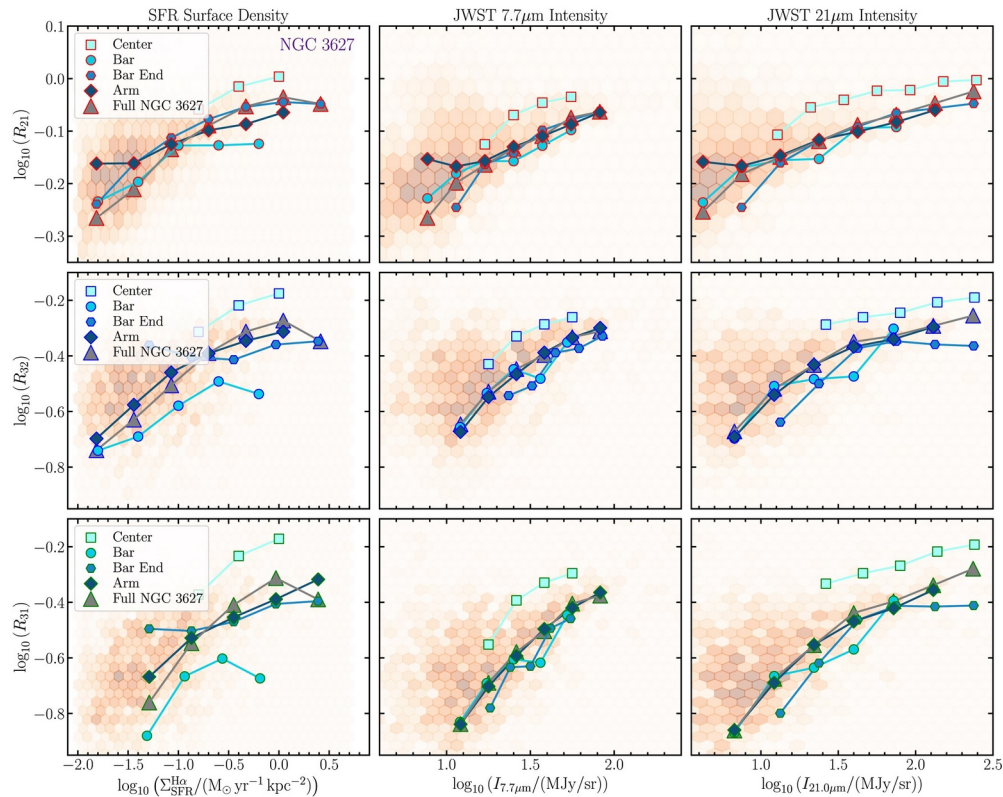 SFR Surface Density
JWST 7.7μm Intensity
JWST 21μm Intensity
0.1
0.0
−0.1
−0.2
−0.3
log₁₀ (R₂₁)
NGC 3627
Center
Bar
Bar End
Arm
Full NGC 3627
−0.2
−0.4
−0.6
−0.8
log₁₀ (R₃₂)
Center
Bar
Bar End
Arm
Full NGC 3627
−0.2
−0.4
−0.6
−0.8
log₁₀ (R₃₁)
Center
Bar
Bar End
Arm
Full NGC 3627
−2.0 −1.5 −1.0 −0.5 0.0 0.5
log₁₀ (Σ^Hα_SFR/(M⊙ yr⁻¹ kpc⁻²))
1.0 1.5 2.0
log₁₀ (I₇.₇μm/(MJy/sr))
1.0 1.5 2.0 2.5
log₁₀ (I₂₁.₀μm/(MJy/sr))